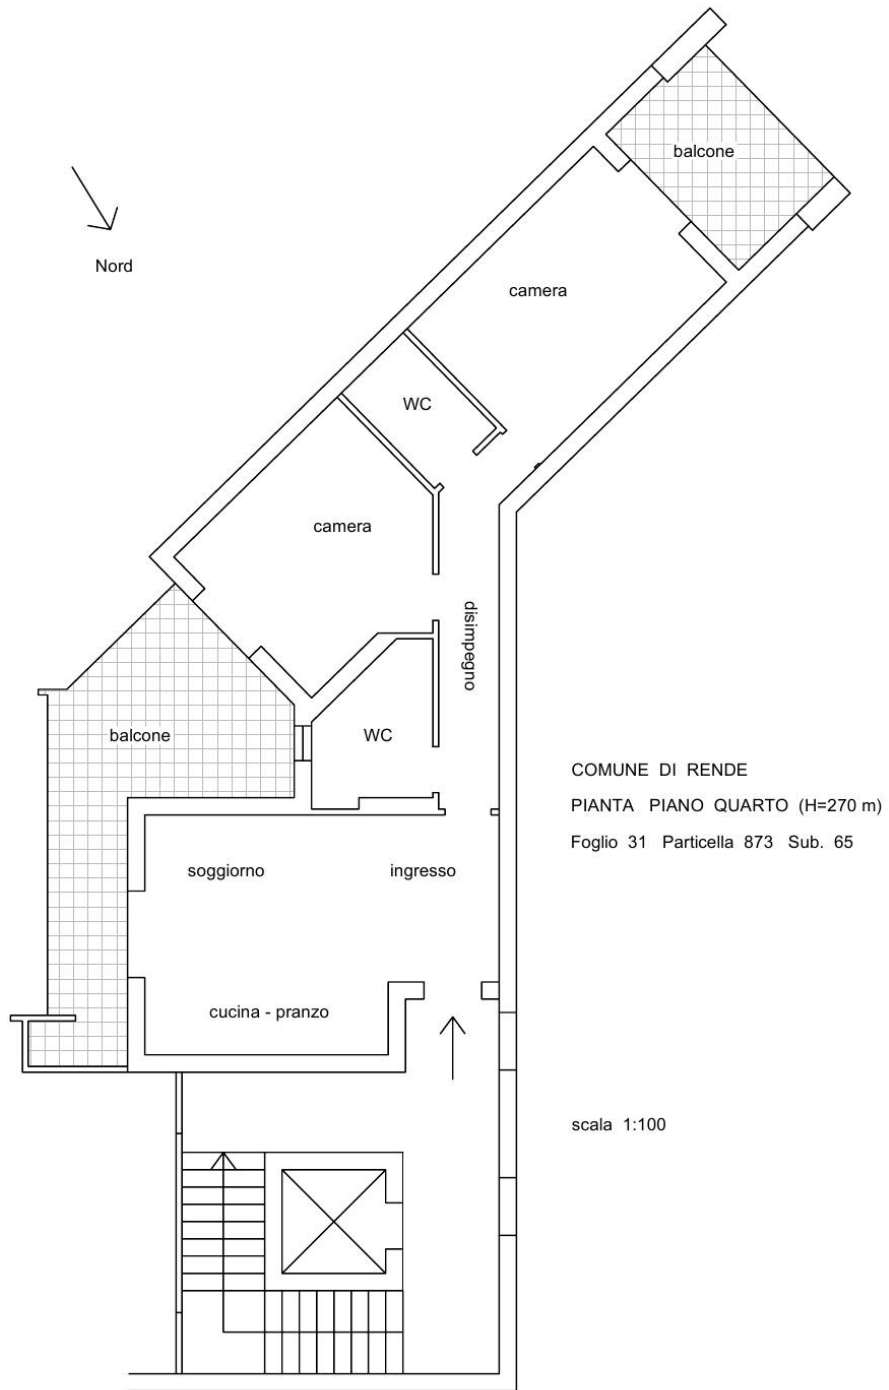 balcone
Nord
camera
WC
camera
disimpegno
balcone
WC
COMUNE DI RENDE
PIANTA PIANO QUARTO (H=270 m)
Foglio 31 Particella 873 Sub. 65
soggiorno
ingresso
cucina - pranzo
scala 1:100